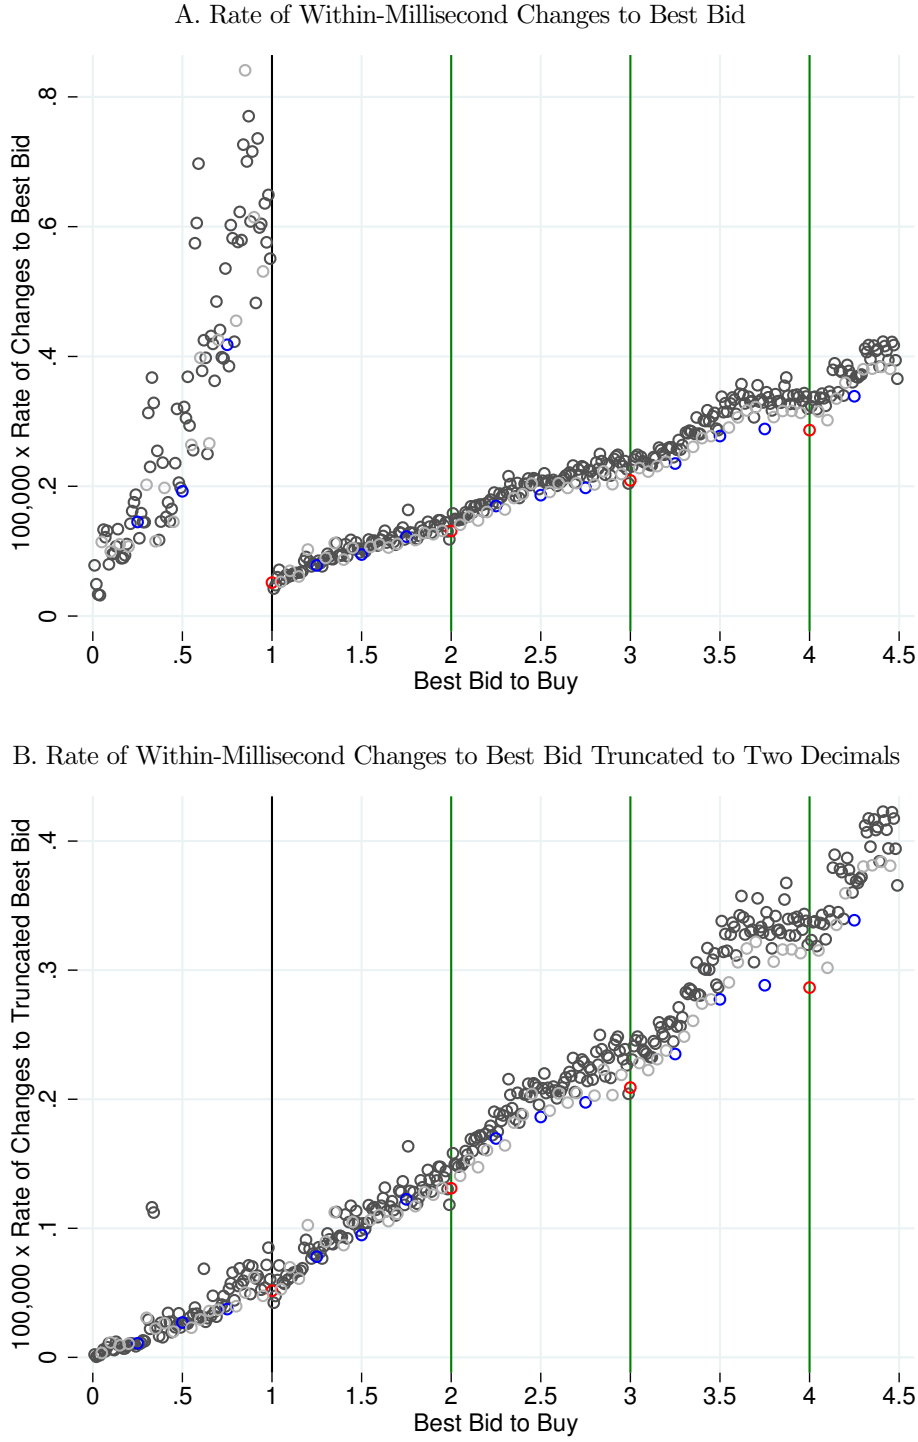 A. Rate of Within-Millisecond Changes to Best Bid
100,000 x Rate of Changes to Best Bid
.8
.6
.4
.2
0
0 .5 1 1.5 2 2.5 3 3.5 4 4.5
Best Bid to Buy
B. Rate of Within-Millisecond Changes to Best Bid Truncated to Two Decimals
100,000 x Rate of Changes to Truncated Best Bid
.4
.3
.2
.1
0
0 .5 1 1.5 2 2.5 3 3.5 4 4.5
Best Bid to Buy